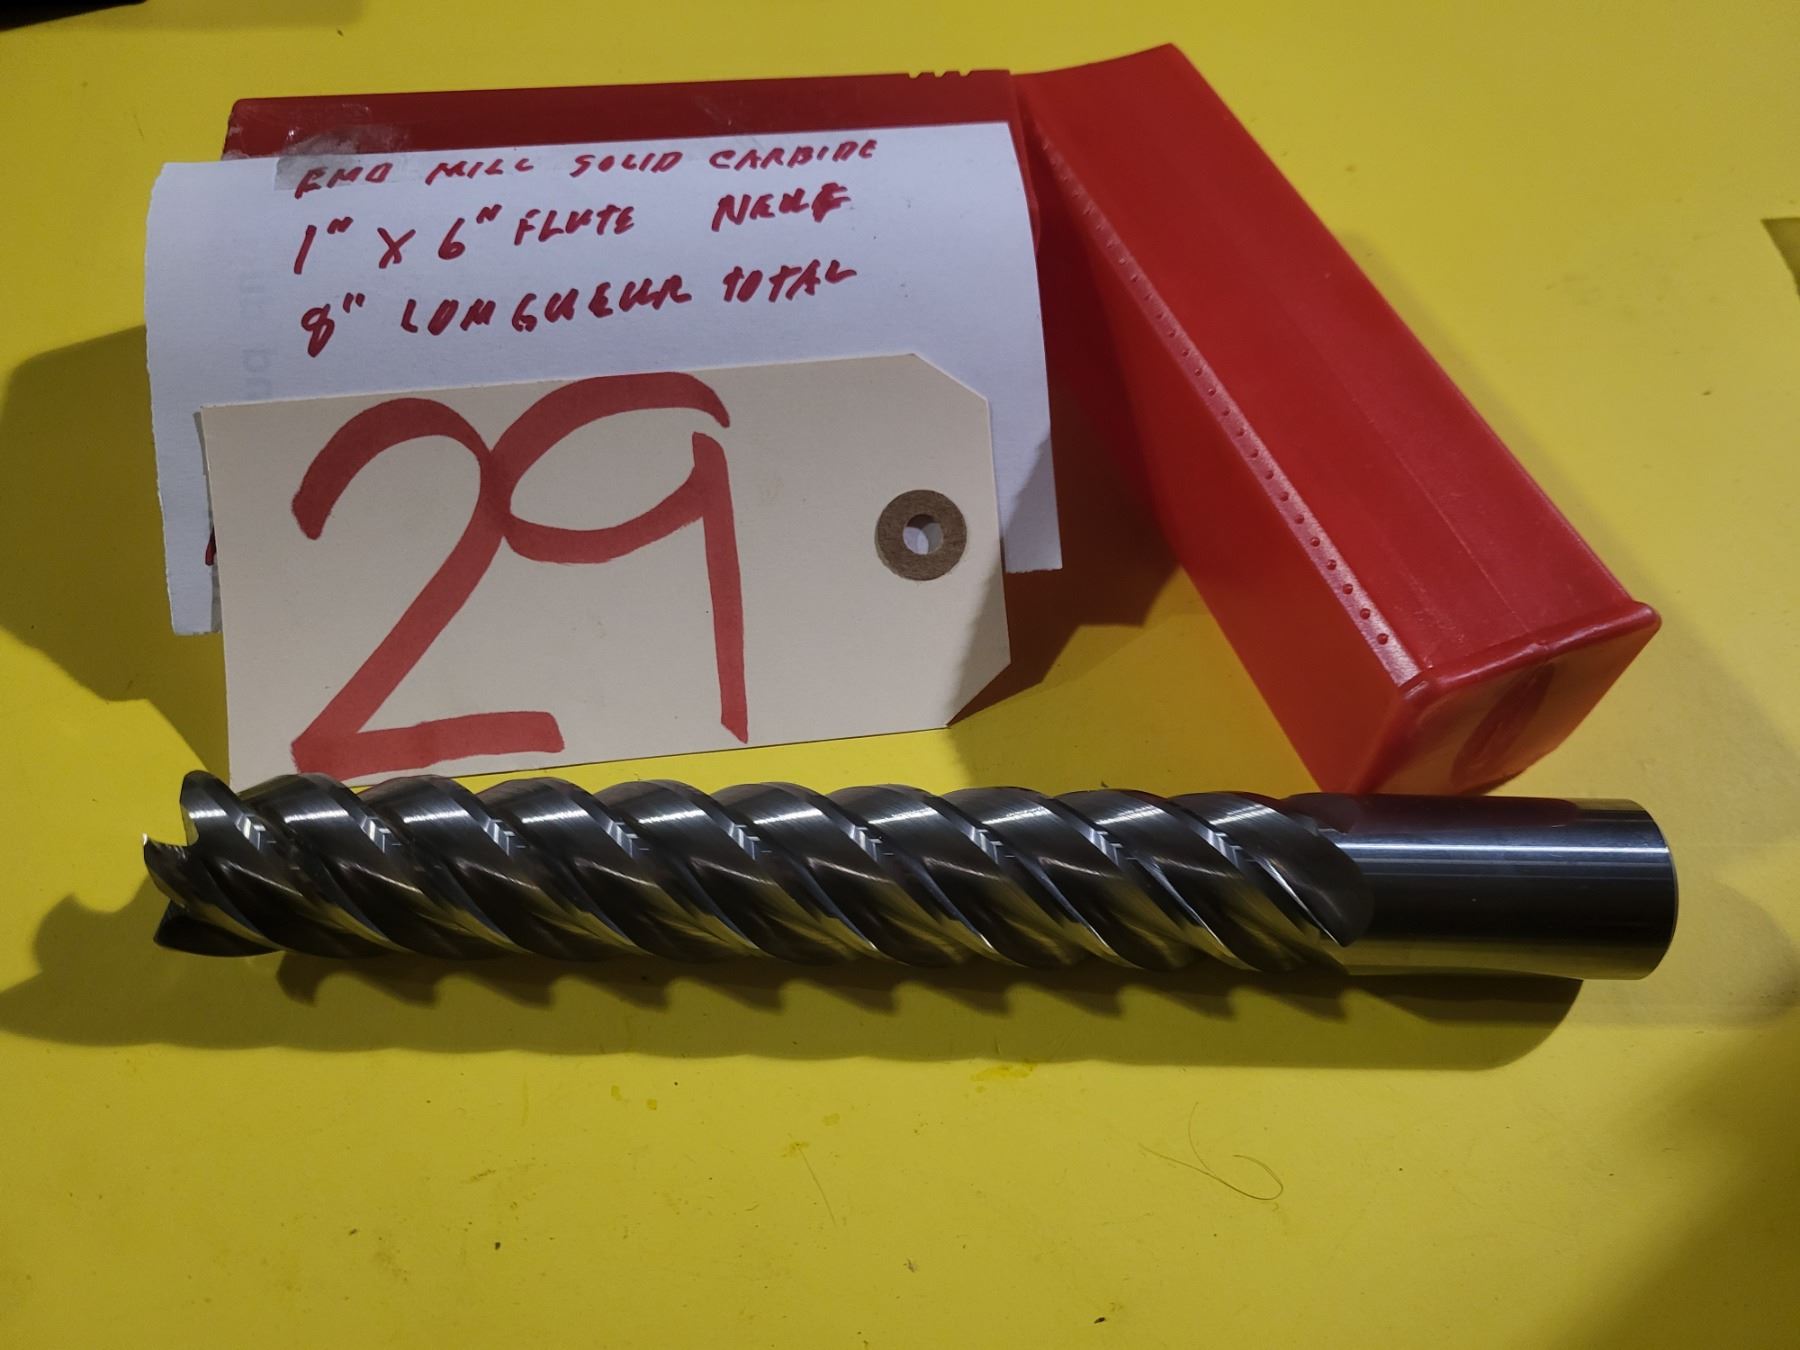 END MILL SOLID CARBIDE
1" X 6" FLUTE NEUF
8" LONGUEUR TOTAL
29